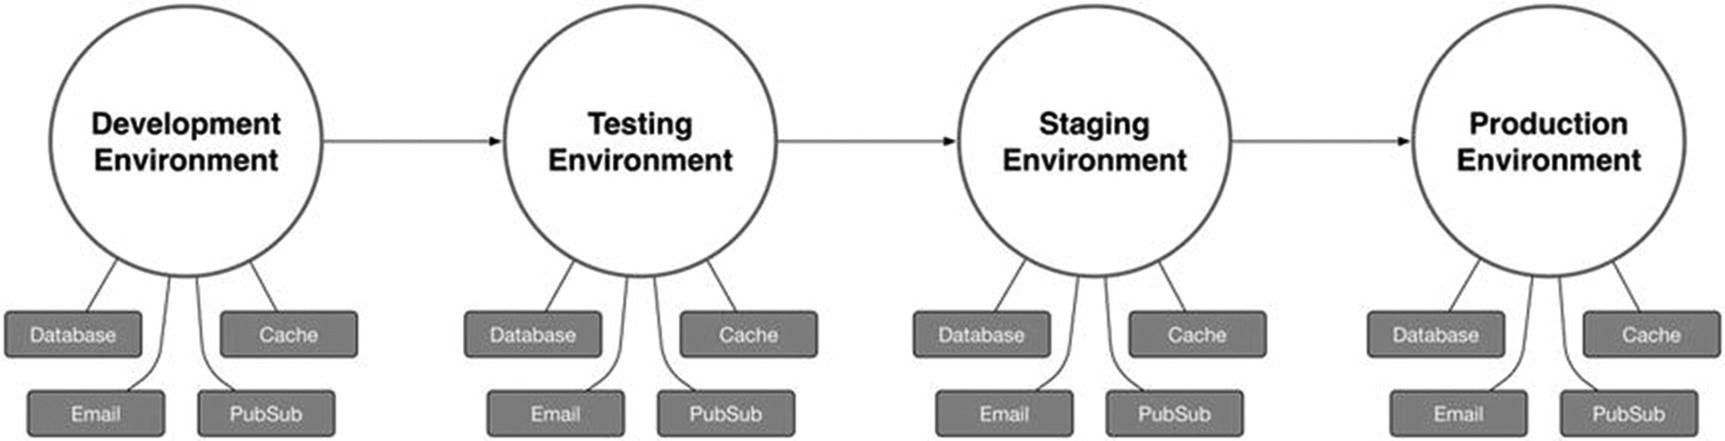 Development
Environment
Testing
Environment
Staging
Environment
Production
Environment
Database
Cache
Email
PubSub
Database
Cache
Email
PubSub
Database
Cache
Email
PubSub
Database
Cache
Email
PubSub